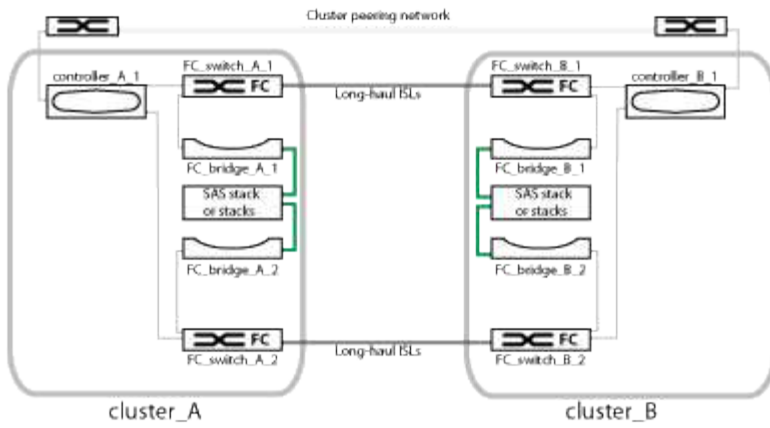 Cluster peering network
FC_switch_A_1
FC_switch_B_1
controller_A_1
controller_B_1
FC
FC
Long-haul ISLs
FC_bridge_A_1
FC_bridge_B_1
SAS stack
or stacks
SAS stack
or stacks
FC_bridge_A_2
FC_bridge_B_2
FC
FC
Long-haul ISLs
FC_switch_A_2
FC_switch_B_2
cluster_A
cluster_B